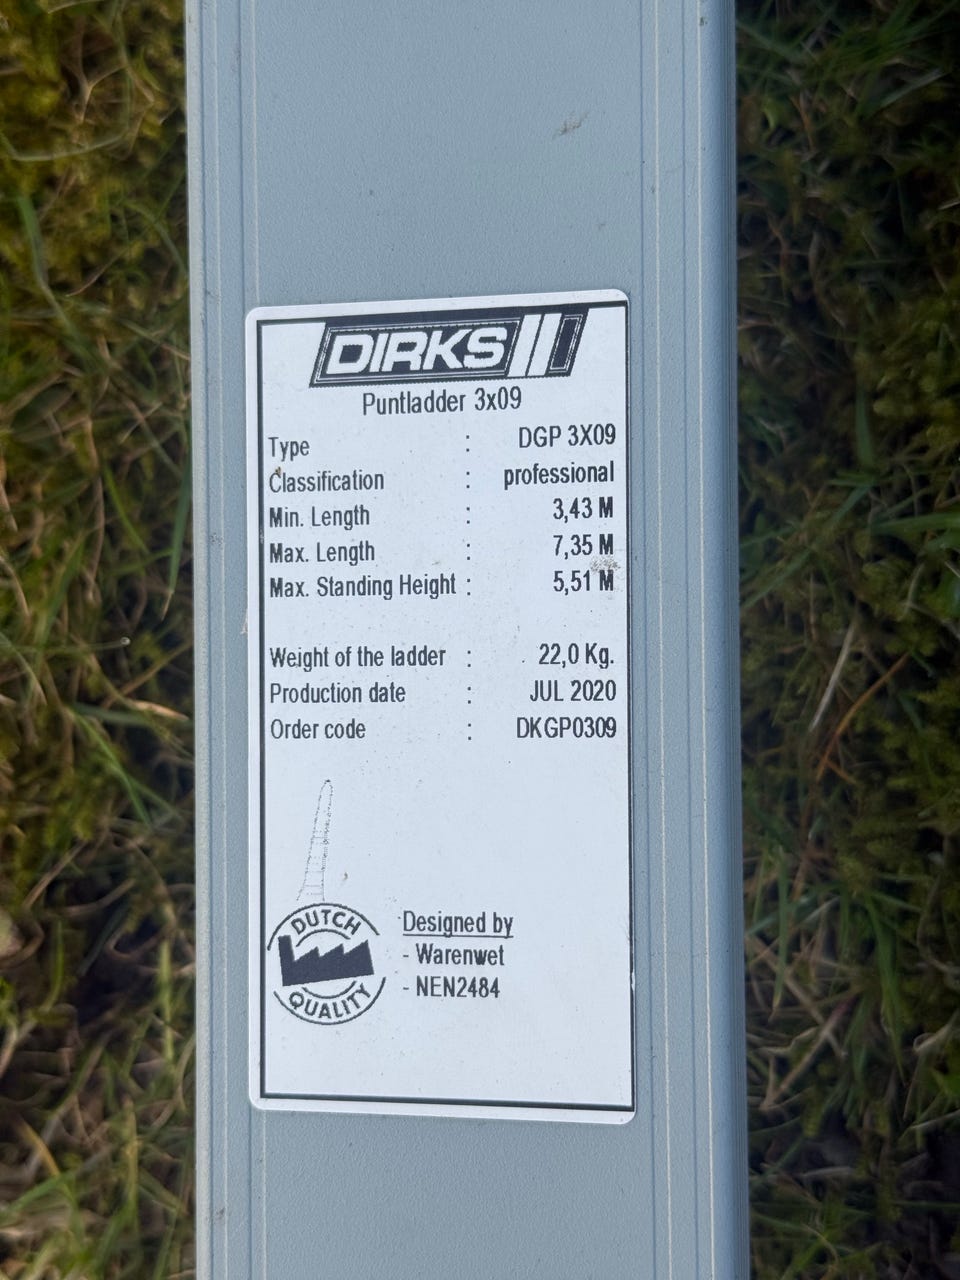 DIRKS
Puntladder 3x09
Type : DGP 3X09
Classification : professional
Min. Length : 3,43 M
Max. Length : 7,35 M
Max. Standing Height : 5,51 M
Weight of the ladder : 22,0 Kg.
Production date : JUL 2020
Order code : DKGP0309
DUTCH
QUALITY
Designed by
- Warenwet
- NEN2484